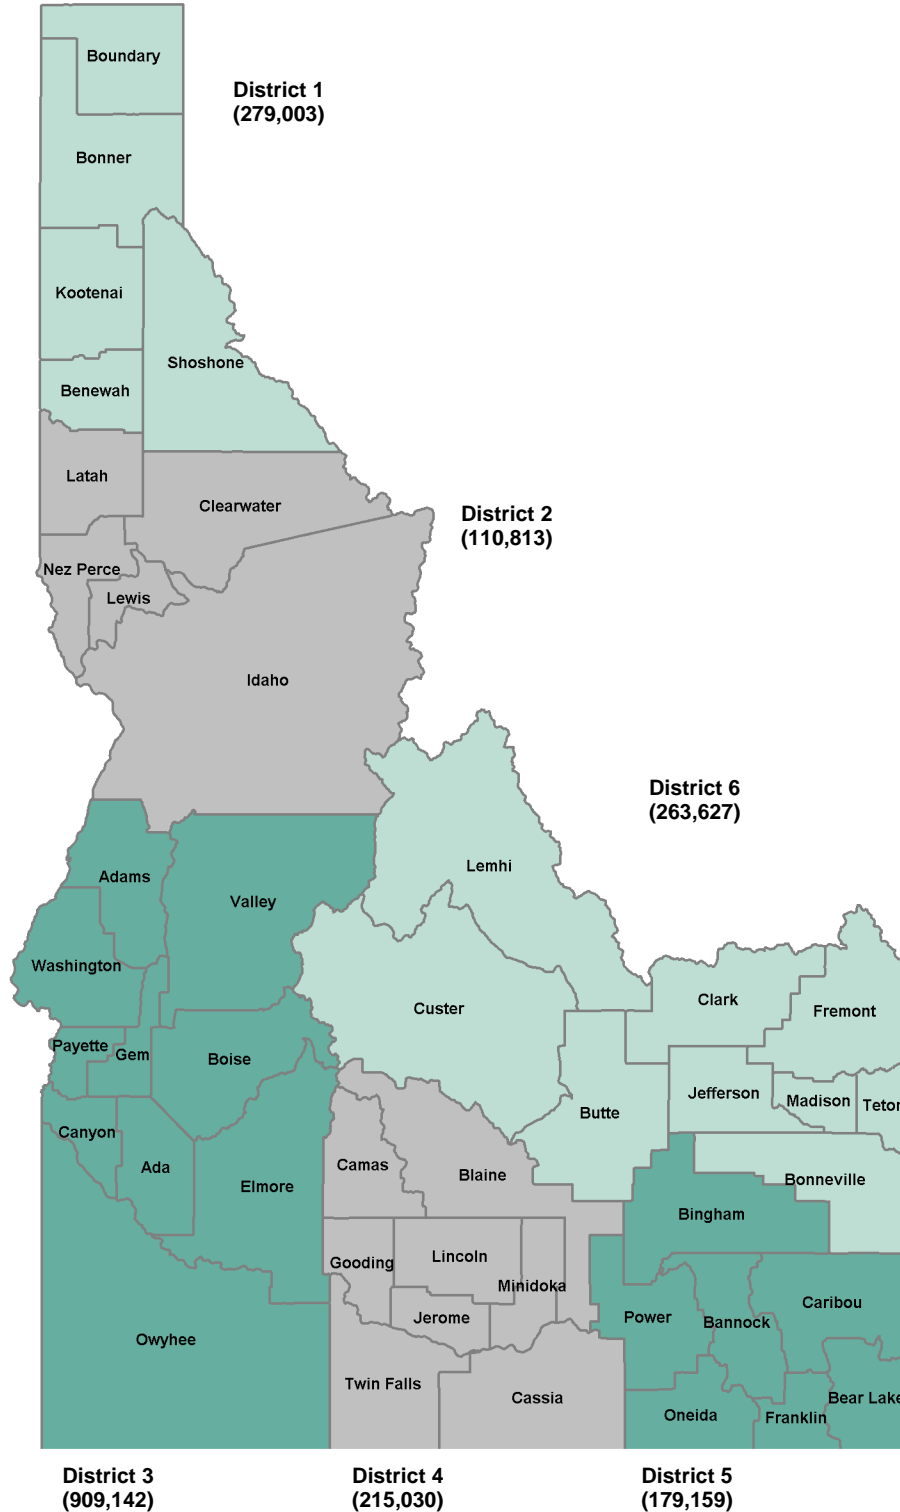 Boundary
District 1
(279,003)
Bonner
Kootenai
Shoshone
Benewah
Latah
Clearwater
District 2
(110,813)
Nez Perce
Lewis
Idaho
District 6
(263,627)
Lemhi
Adams
Valley
Washington
Custer
Clark
Fremont
Payette
Gem
Boise
Butte
Jefferson
Madison
Teton
Canyon
Ada
Elmore
Camas
Blaine
Bonneville
Bingham
Gooding
Lincoln
Minidoka
Jerome
Power
Bannock
Caribou
Owyhee
Twin Falls
Cassia
Oneida
Franklin
Bear Lake
District 3
(909,142)
District 4
(215,030)
District 5
(179,159)